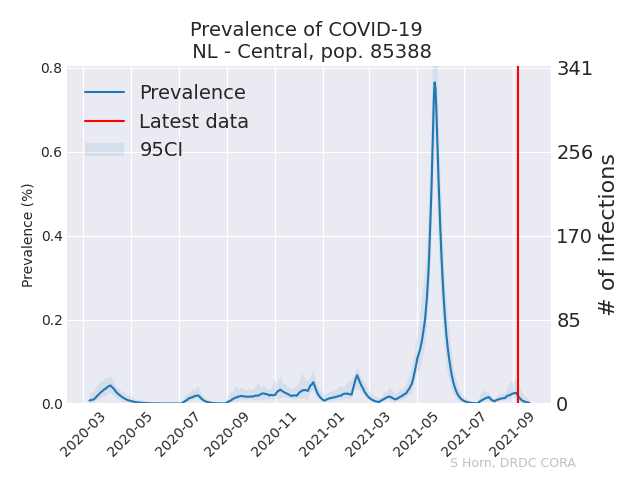 Prevalence of COVID-19
NL - Central, pop. 85388
Prevalence
Latest data
95CI
Prevalence (%)
0.8
0.6
0.4
0.2
0.0
341
256
170
85
0
# of infections
2020-03
2020-05
2020-07
2020-09
2020-11
2021-01
2021-03
2021-05
2021-07
2021-09
S Horn, DRDC CORA